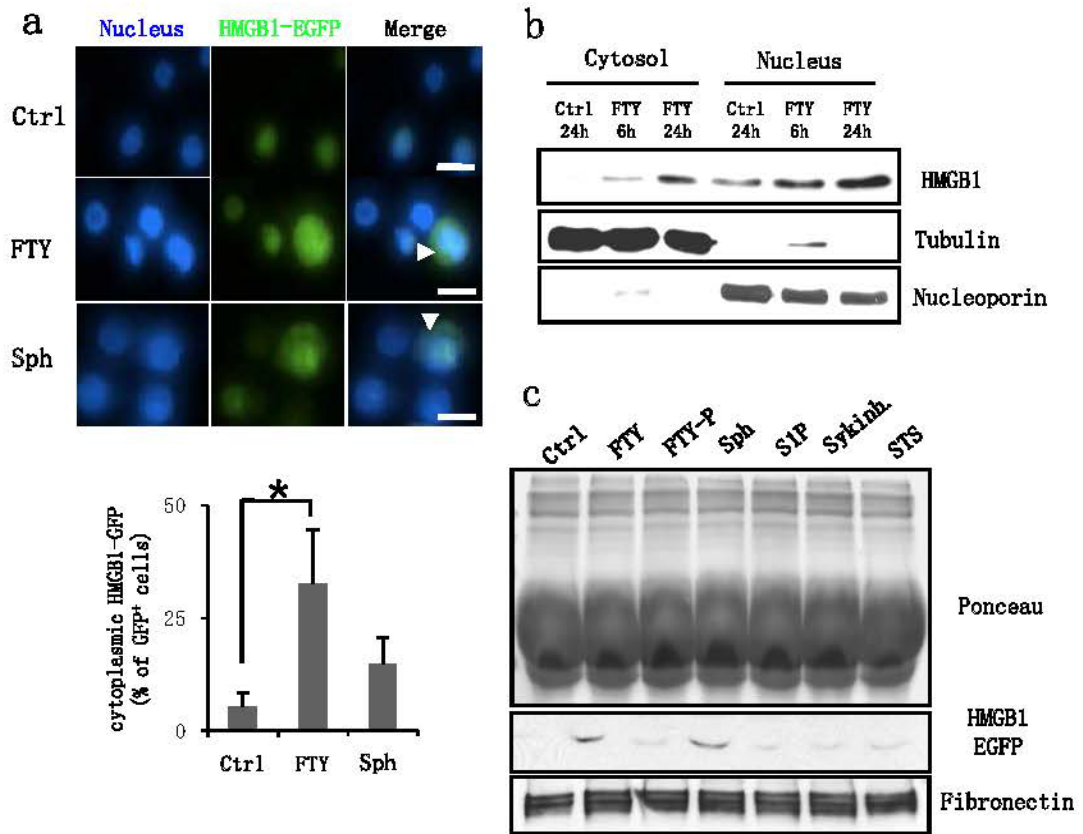 a
Nucleus HMGB1-EGFP Merge
Ctrl
FTY
Sph
50
25
0
cytoplasmic HMGB1-GFP
(% of GFP⁺ cells)
*
Ctrl FTY Sph
b
Cytosol Nucleus
Ctrl FTY FTY Ctrl FTY FTY
24h 6h 24h 24h 6h 24h
HMGB1
Tubulin
Nucleoporin
c
Ctrl FTY FTY-P Sph S1P Sykinh. STS
Ponceau
HMGB1
EGFP
Fibronectin